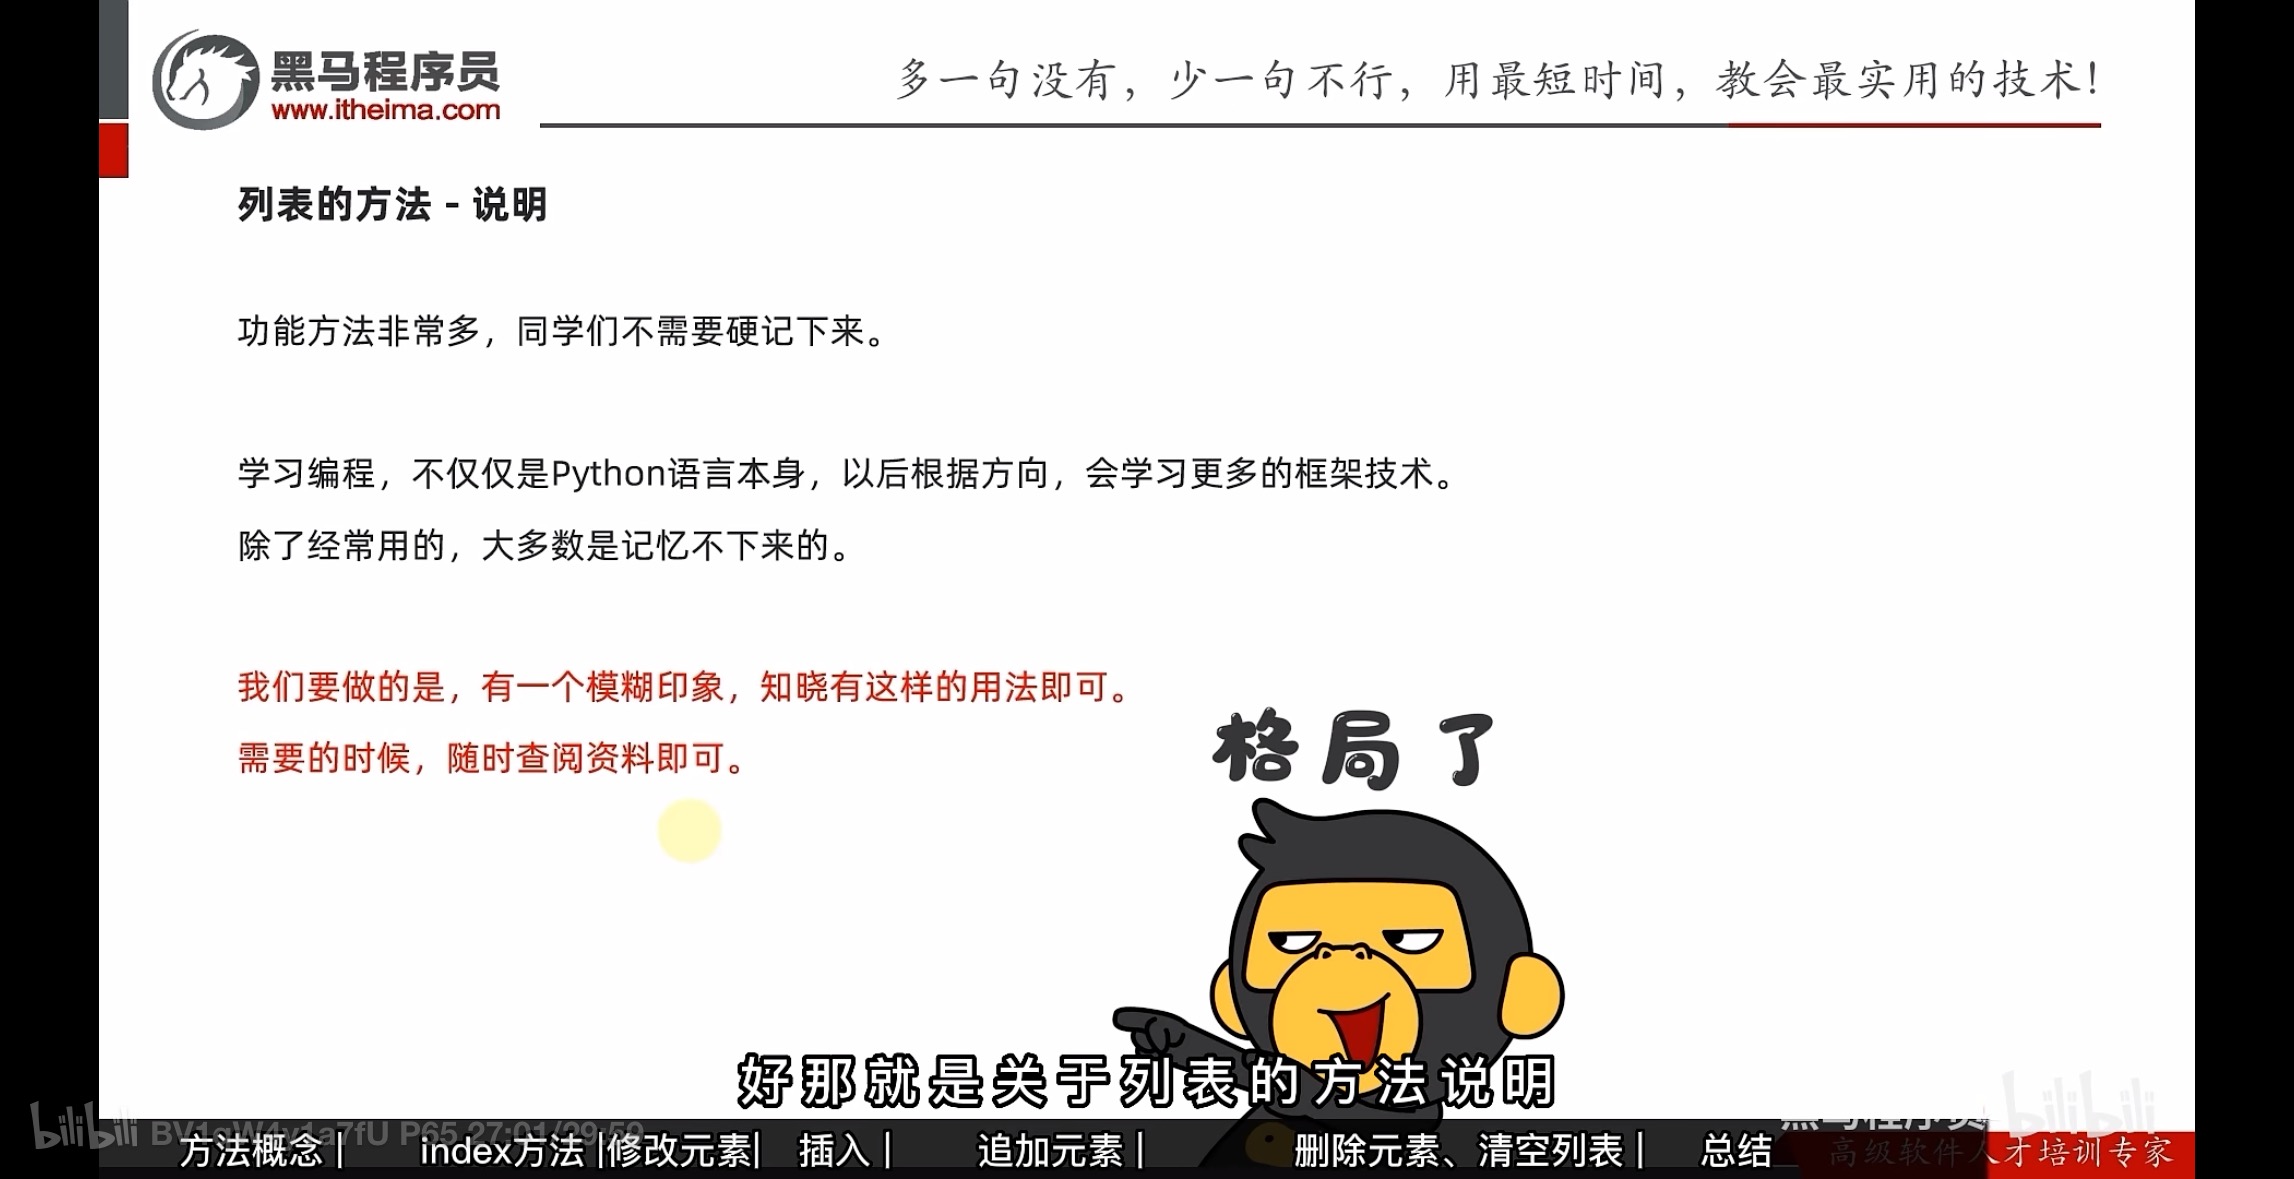 黑马程序员
www.itheima.com
多一句没有，少一句不行，用最短时间，教会最实用的技术！
列表的方法 - 说明
功能方法非常多，同学们不需要硬记下来。
学习编程，不仅仅是Python语言本身，以后根据方向，会学习更多的框架技术。
除了经常用的，大多数是记忆不下来的。
我们要做的是，有一个模糊印象，知晓有这样的用法即可。
需要的时候，随时查阅资料即可。
格局了
好那就是关于列表的方法说明
bilibili
P65 27:01/29:59
黑马程序员
bilibili
方法概念 | index方法 |修改元素| 插入 | 追加元素 | 删除元素、清空列表 | 总结
高级软件人才培训专家